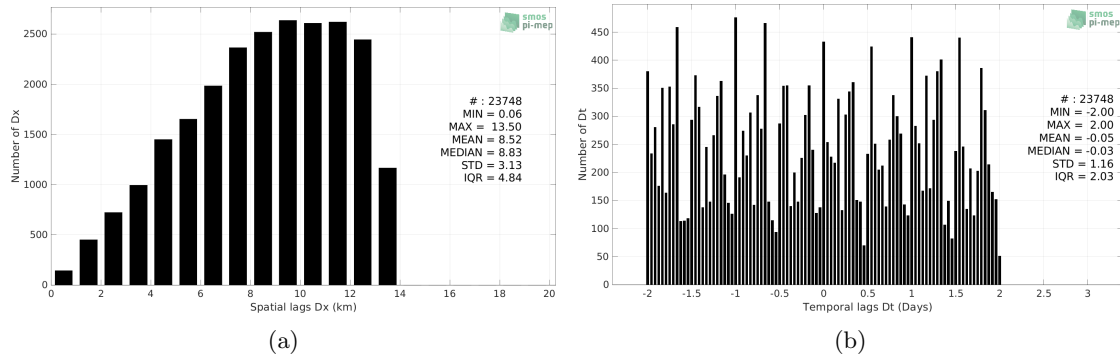 smos
pi-mep
2500
2000
1500
1000
500
0
Number of Dx
# : 23748
MIN = 0.06
MAX = 13.50
MEAN = 8.52
MEDIAN = 8.83
STD = 3.13
IQR = 4.84
0 2 4 6 8 10 12 14 16 18 20
Spatial lags Dx (km)
(a)
smos
pi-mep
450
400
350
300
250
200
150
100
50
0
Number of Dt
# : 23748
MIN = -2.00
MAX = 2.00
MEAN = -0.05
MEDIAN = -0.03
STD = 1.16
IQR = 2.03
-2 -1.5 -1 -0.5 0 0.5 1 1.5 2 2.5 3
Temporal lags Dt (Days)
(b)